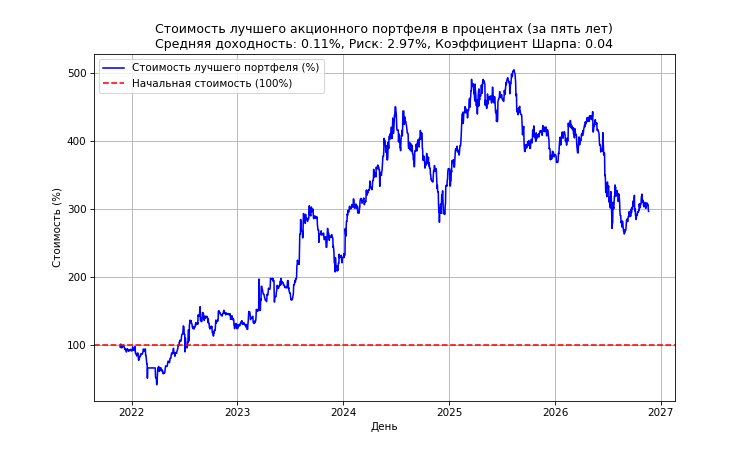 Стоимость лучшего акционного портфеля в процентах (за пять лет)
Средняя доходность: 0.11%, Риск: 2.97%, Коэффициент Шарпа: 0.04
Стоимость лучшего портфеля (%)
Начальная стоимость (100%)
Стоимость (%)
500
400
300
200
100
2022
2023
2024
2025
2026
2027
День